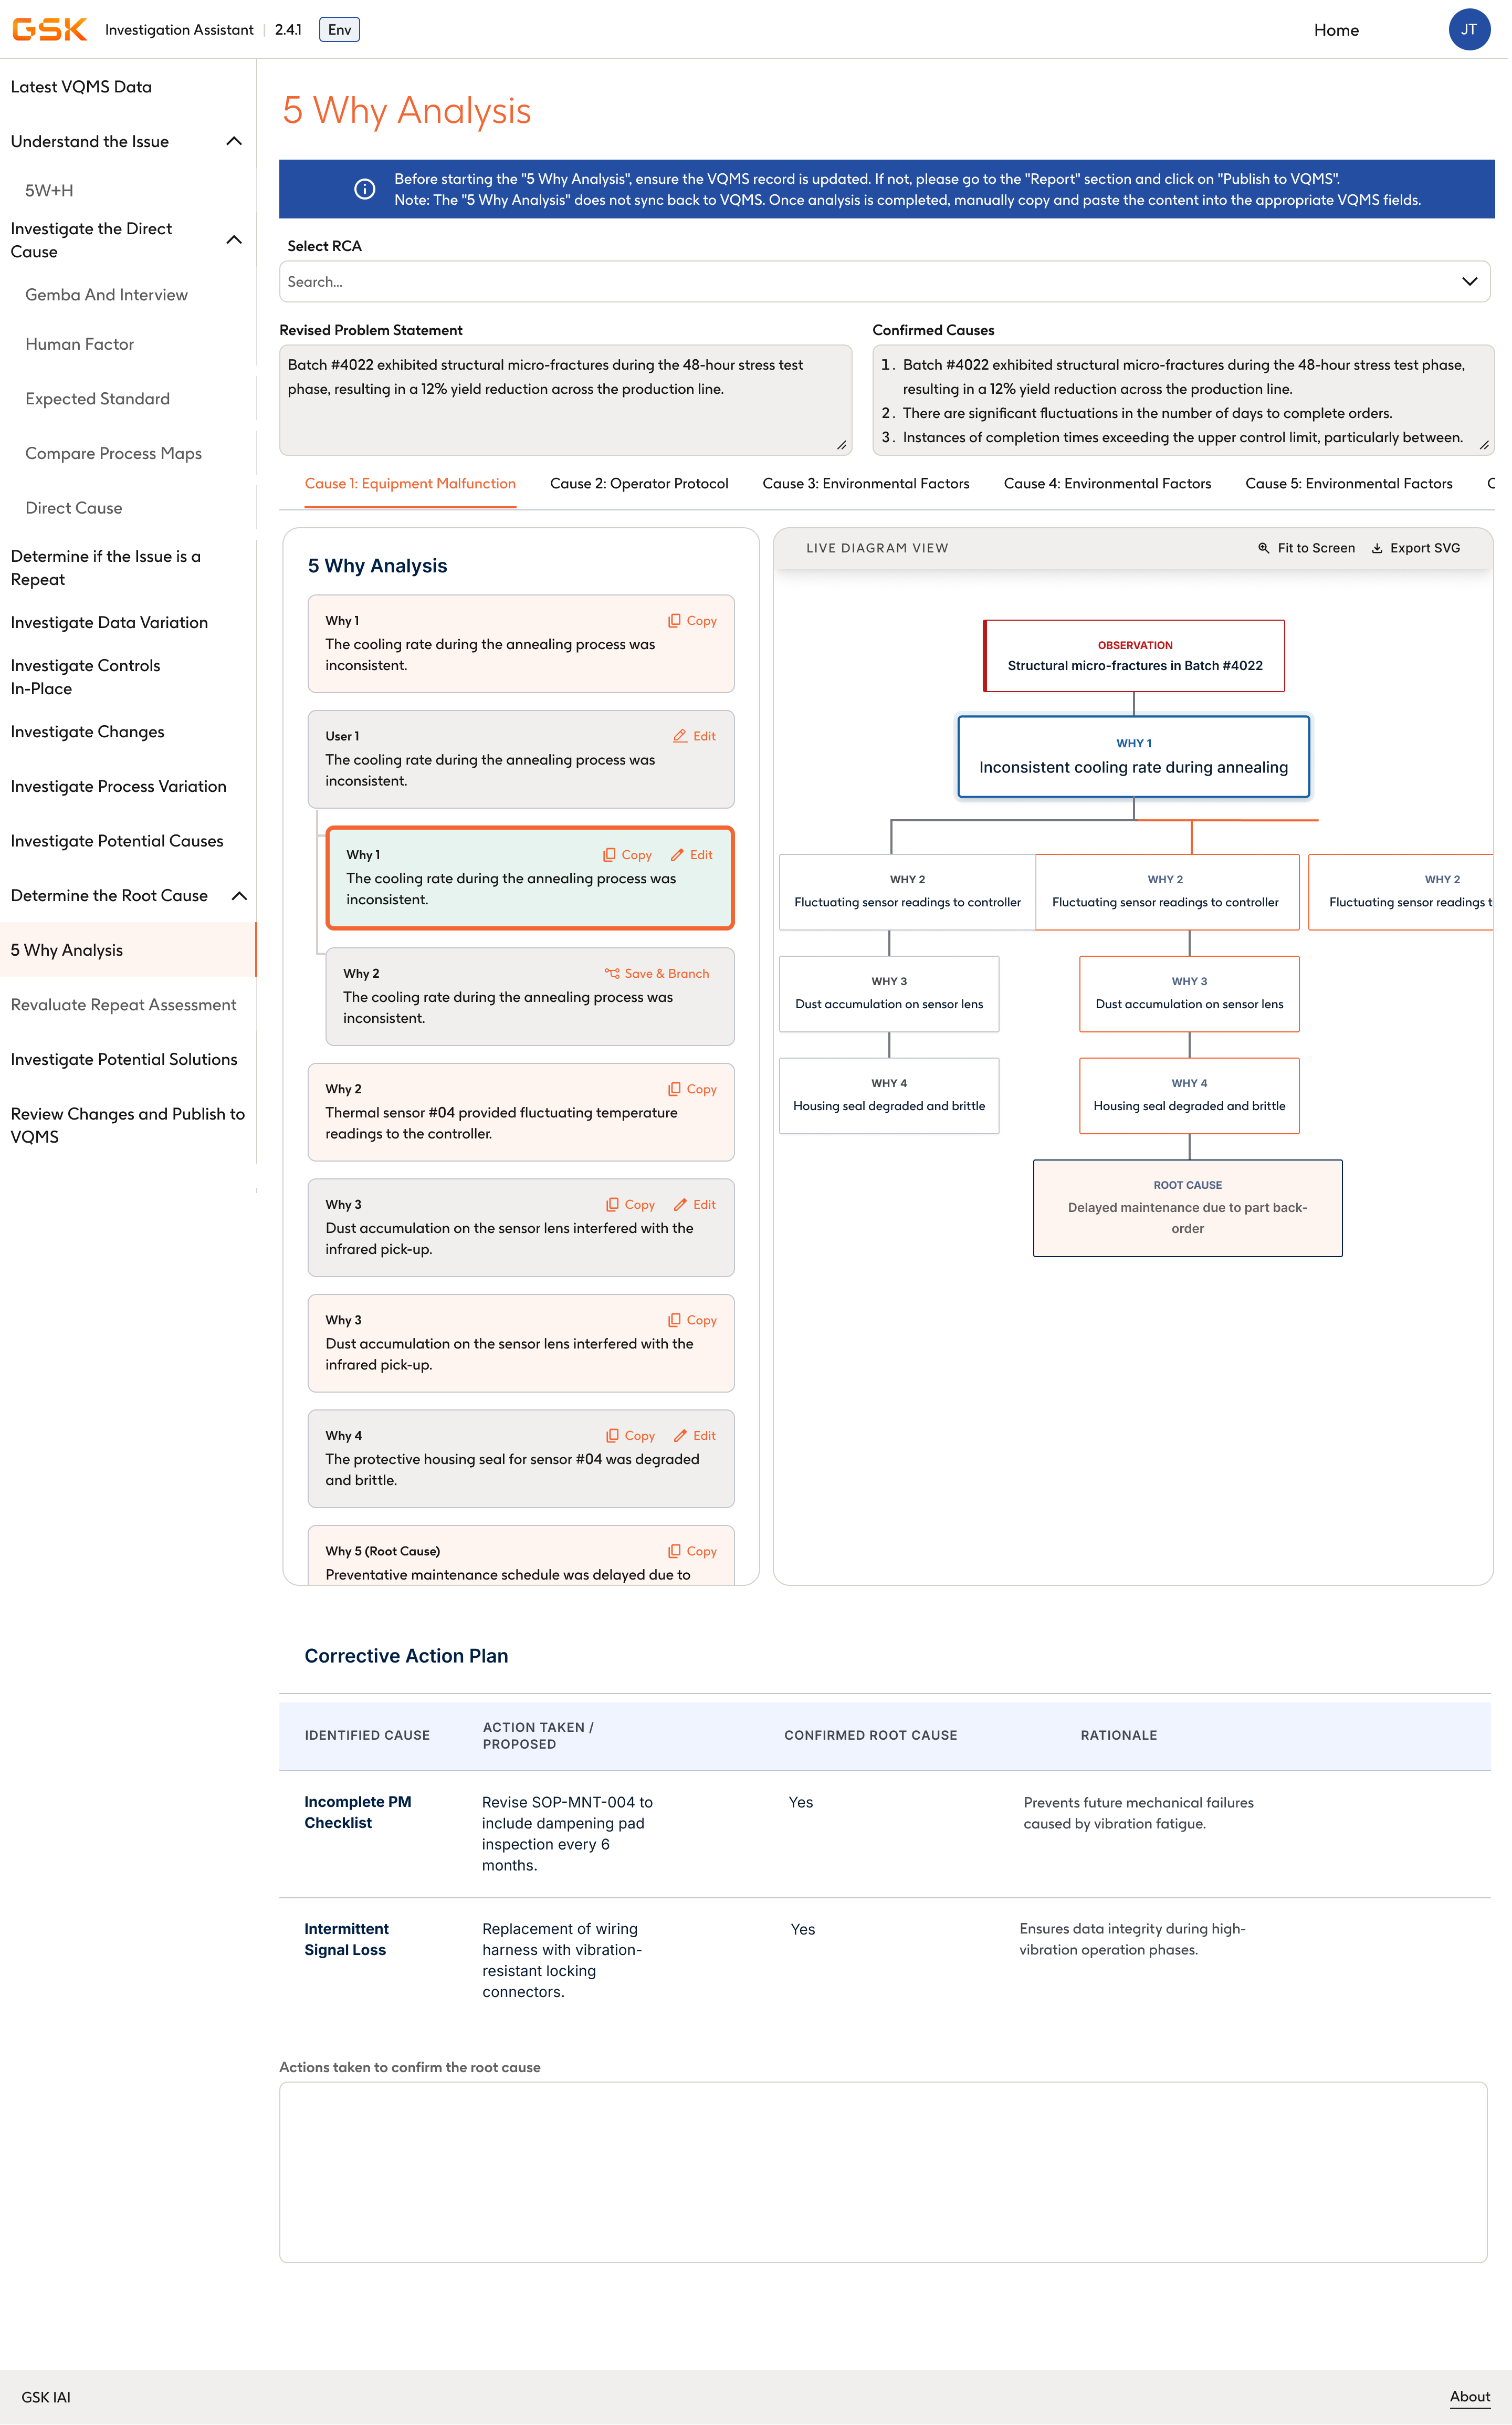 GSK
Investigation Assistant | 2.4.1
Env
Home
JT
Latest VQMS Data
Understand the Issue
5W+H
Investigate the Direct
Cause
Gemba And Interview
Human Factor
Expected Standard
Compare Process Maps
Direct Cause
Determine if the Issue is a
Repeat
Investigate Data Variation
Investigate Controls
In-Place
Investigate Changes
Investigate Process Variation
Investigate Potential Causes
Determine the Root Cause
5 Why Analysis
Revaluate Repeat Assessment
Investigate Potential Solutions
Review Changes and Publish to
VQMS
5 Why Analysis
Before starting the "5 Why Analysis", ensure the VQMS record is updated. If not, please go to the "Report" section and click on "Publish to VQMS".
Note: The "5 Why Analysis" does not sync back to VQMS. Once analysis is completed, manually copy and paste the content into the appropriate VQMS fields.
Select RCA
Search...
Revised Problem Statement
Batch #4022 exhibited structural micro-fractures during the 48-hour stress test
phase, resulting in a 12% yield reduction across the production line.
Confirmed Causes
1. Batch #4022 exhibited structural micro-fractures during the 48-hour stress test phase,
resulting in a 12% yield reduction across the production line.
2. There are significant fluctuations in the number of days to complete orders.
3. Instances of completion times exceeding the upper control limit, particularly between.
Cause 1: Equipment Malfunction
Cause 2: Operator Protocol
Cause 3: Environmental Factors
Cause 4: Environmental Factors
Cause 5: Environmental Factors
C
5 Why Analysis
Why 1
Copy
The cooling rate during the annealing process was
inconsistent.
User 1
Edit
The cooling rate during the annealing process was
inconsistent.
Why 1
Copy
Edit
The cooling rate during the annealing process was
inconsistent.
Why 2
Save & Branch
The cooling rate during the annealing process was
inconsistent.
Why 2
Copy
Thermal sensor #04 provided fluctuating temperature
readings to the controller.
Why 3
Copy
Edit
Dust accumulation on the sensor lens interfered with the
infrared pick-up.
Why 3
Copy
Dust accumulation on the sensor lens interfered with the
infrared pick-up.
Why 4
Copy
Edit
The protective housing seal for sensor #04 was degraded
and brittle.
Why 5 (Root Cause)
Copy
Preventative maintenance schedule was delayed due to
LIVE DIAGRAM VIEW
Fit to Screen
Export SVG
OBSERVATION
Structural micro-fractures in Batch #4022
WHY 1
Inconsistent cooling rate during annealing
WHY 2
Fluctuating sensor readings to controller
WHY 2
Fluctuating sensor readings to controller
WHY 2
Fluctuating sensor readings t
WHY 3
Dust accumulation on sensor lens
WHY 3
Dust accumulation on sensor lens
WHY 4
Housing seal degraded and brittle
WHY 4
Housing seal degraded and brittle
ROOT CAUSE
Delayed maintenance due to part back-
order
Corrective Action Plan
IDENTIFIED CAUSE
ACTION TAKEN /
PROPOSED
CONFIRMED ROOT CAUSE
RATIONALE
Incomplete PM
Checklist
Revise SOP-MNT-004 to
include dampening pad
inspection every 6
months.
Yes
Prevents future mechanical failures
caused by vibration fatigue.
Intermittent
Signal Loss
Replacement of wiring
harness with vibration-
resistant locking
connectors.
Yes
Ensures data integrity during high-
vibration operation phases.
Actions taken to confirm the root cause
GSK IAI
About